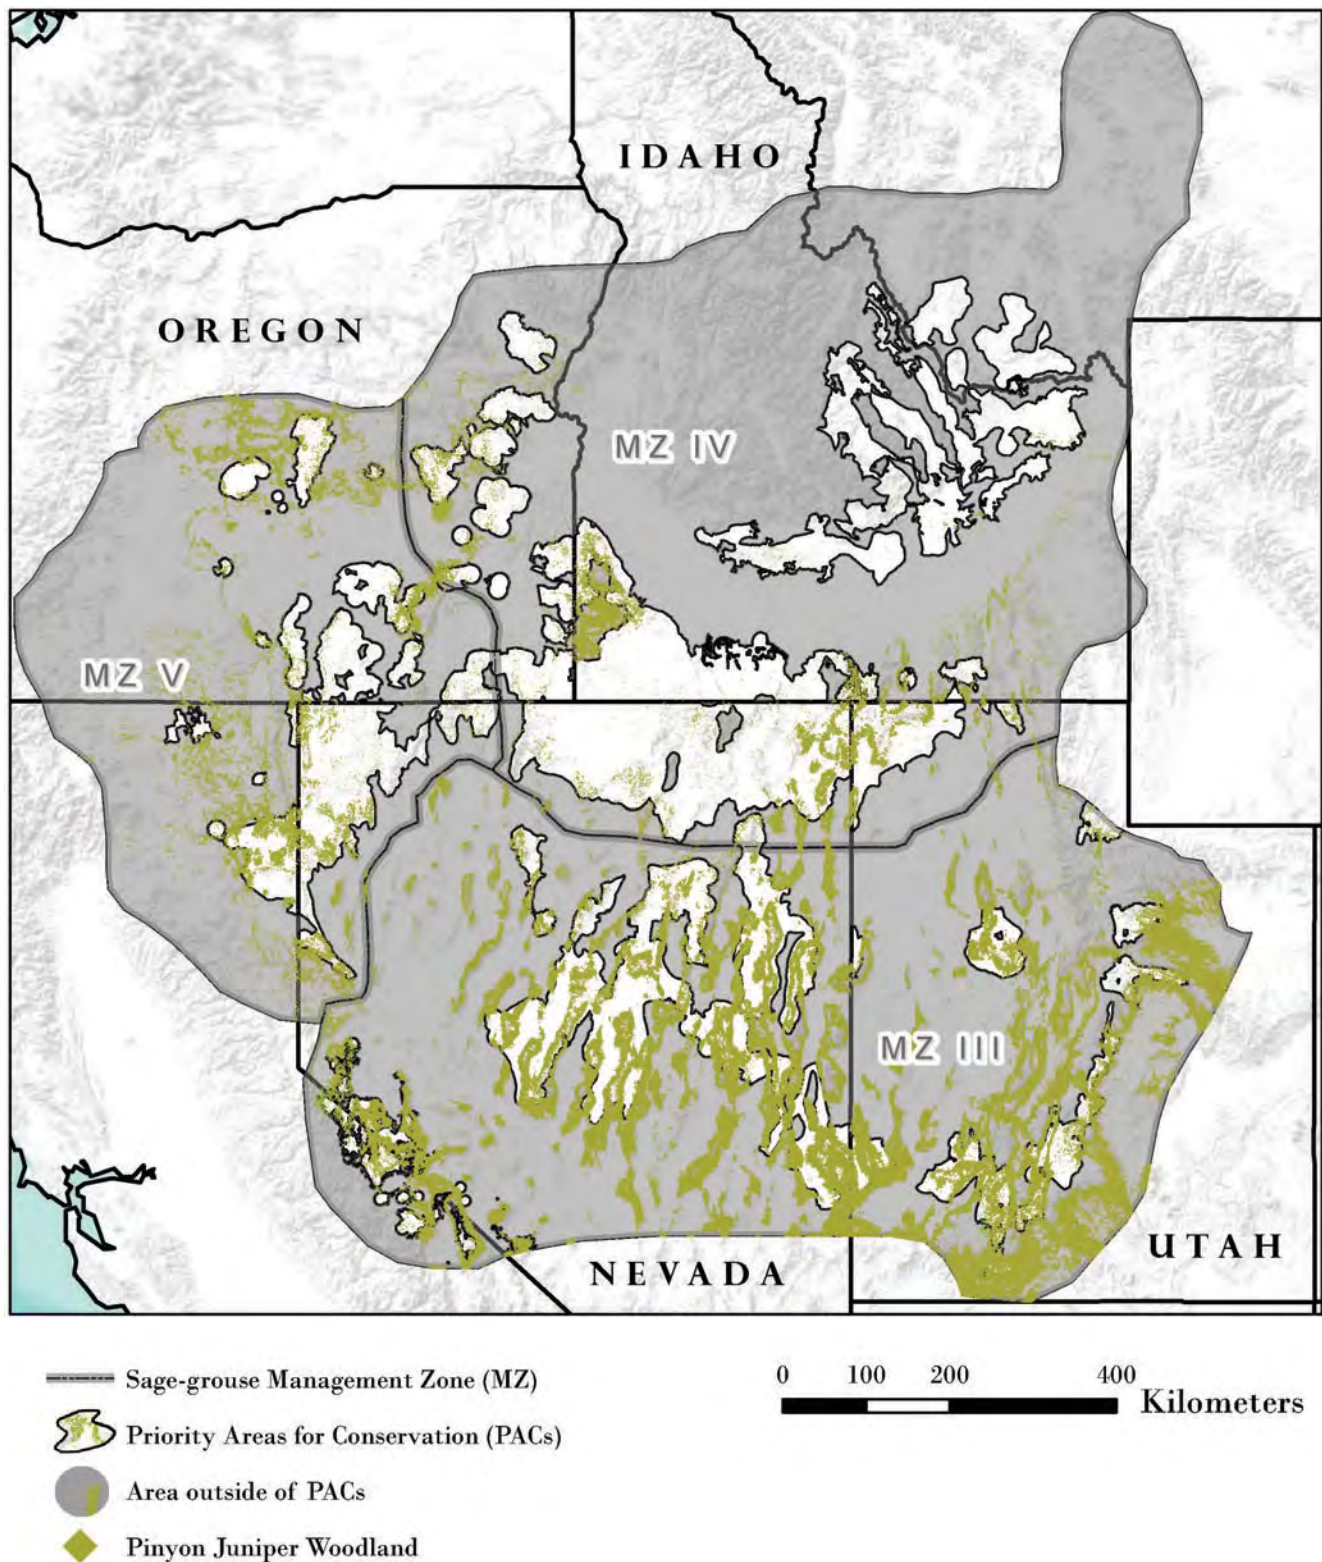 IDAHO
OREGON
MZ IV
MZ V
MZ III
UTAH
NEVADA
0 100 200 400
Kilometers
Sage-grouse Management Zone (MZ)
Priority Areas for Conservation (PACs)
Area outside of PACs
Pinyon Juniper Woodland